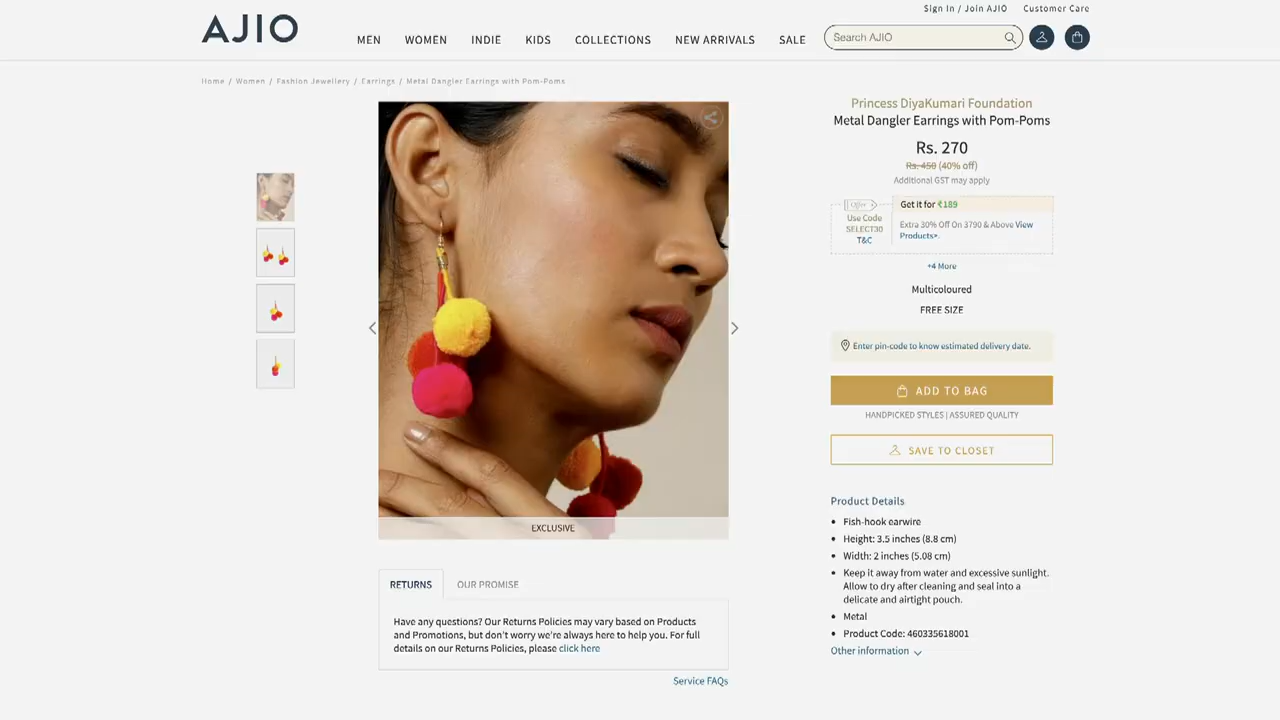 Sign In / Join AJIO
Customer Care
AJIO
MEN
WOMEN
INDIE
KIDS
COLLECTIONS
NEW ARRIVALS
SALE
Search AJIO
Home / Women / Fashion Jewellery / Earrings / Metal Dangler Earrings with Pom-Poms
EXCLUSIVE
RETURNS
OUR PROMISE
Have any questions? Our Returns Policies may vary based on Products
and Promotions, but don't worry we're always here to help you. For full
details on our Returns Policies, please click here
Service FAQs
Princess DiyaKumari Foundation
Metal Dangler Earrings with Pom-Poms
Rs. 270
Rs. 450 (40% off)
Additional GST may apply
Offer
Use Code
SELECT30
T&C
Get it for ₹189
Extra 30% Off On 3790 & Above View
Products>.
+4 More
Multicoloured
FREE SIZE
Enter pin-code to know estimated delivery date.
ADD TO BAG
HANDPICKED STYLES | ASSURED QUALITY
SAVE TO CLOSET
Product Details
Fish-hook earwire
Height: 3.5 inches (8.8 cm)
Width: 2 inches (5.08 cm)
Keep it away from water and excessive sunlight.
Allow to dry after cleaning and seal into a
delicate and airtight pouch.
Metal
Product Code: 460335618001
Other information